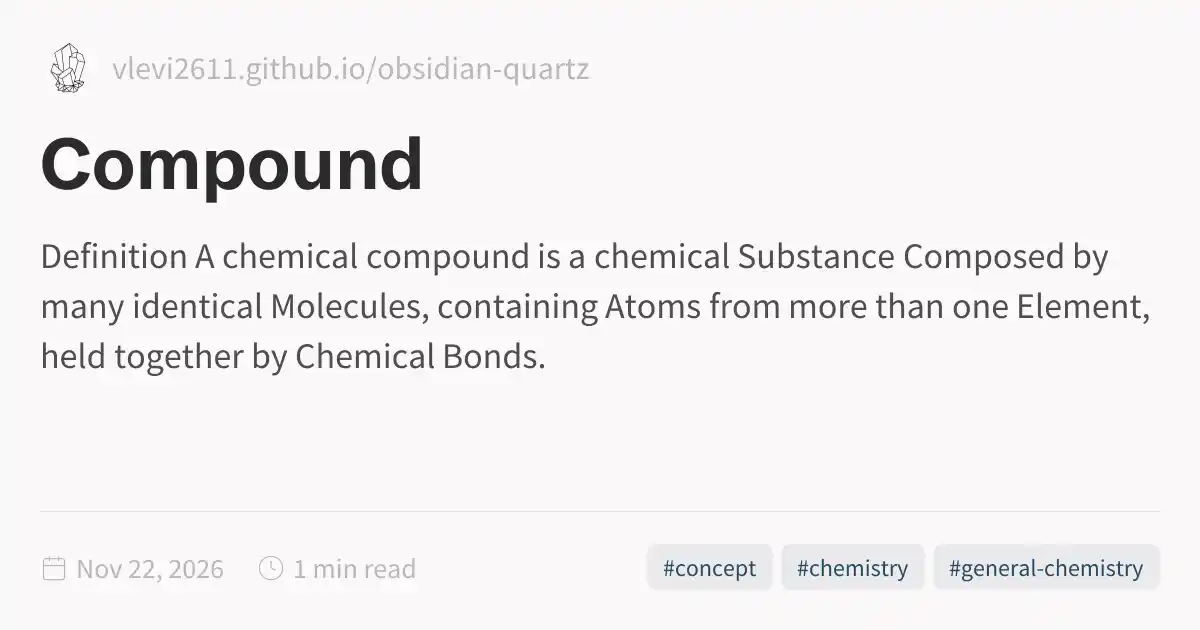 vlevi2611.github.io/obsidian-quartz
Compound
Definition A chemical compound is a chemical Substance Composed by
many identical Molecules, containing Atoms from more than one Element,
held together by Chemical Bonds.
Nov 22, 2026 1 min read #concept #chemistry #general-chemistry